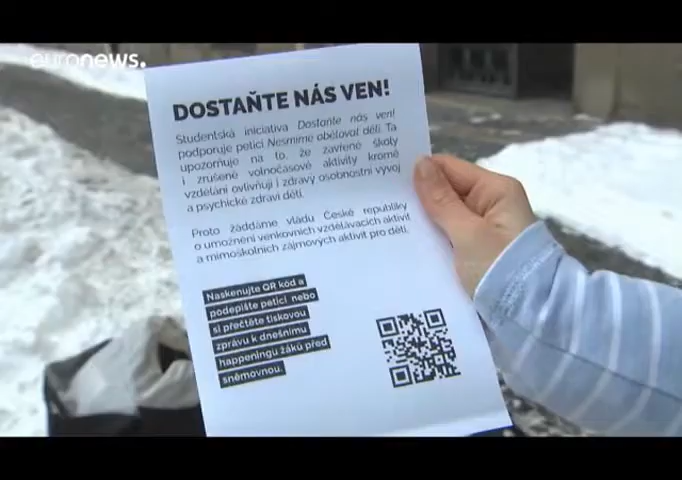 euronews.
DOSTAŇTE NÁS VEN!
Studentská iniciativa Dostaňte nás ven!
podporuje petici Nesmíme obětovat děti. Ta
upozorňuje na to, že zavřené školy
i zrušené volnočasové aktivity kromě
vzdělání ovlivňují i zdravý osobnostní vývoj
a psychické zdraví dětí.
Proto žádáme vládu České republiky
o umožnění venkovních vzdělávacích aktivit
a mimoškolních zájmových aktivit pro děti.
Naskenujte QR kód a
podepište petici nebo
si přečtěte tiskovou
zprávu k dnešnímu
happeningu žáků před
sněmovnou.